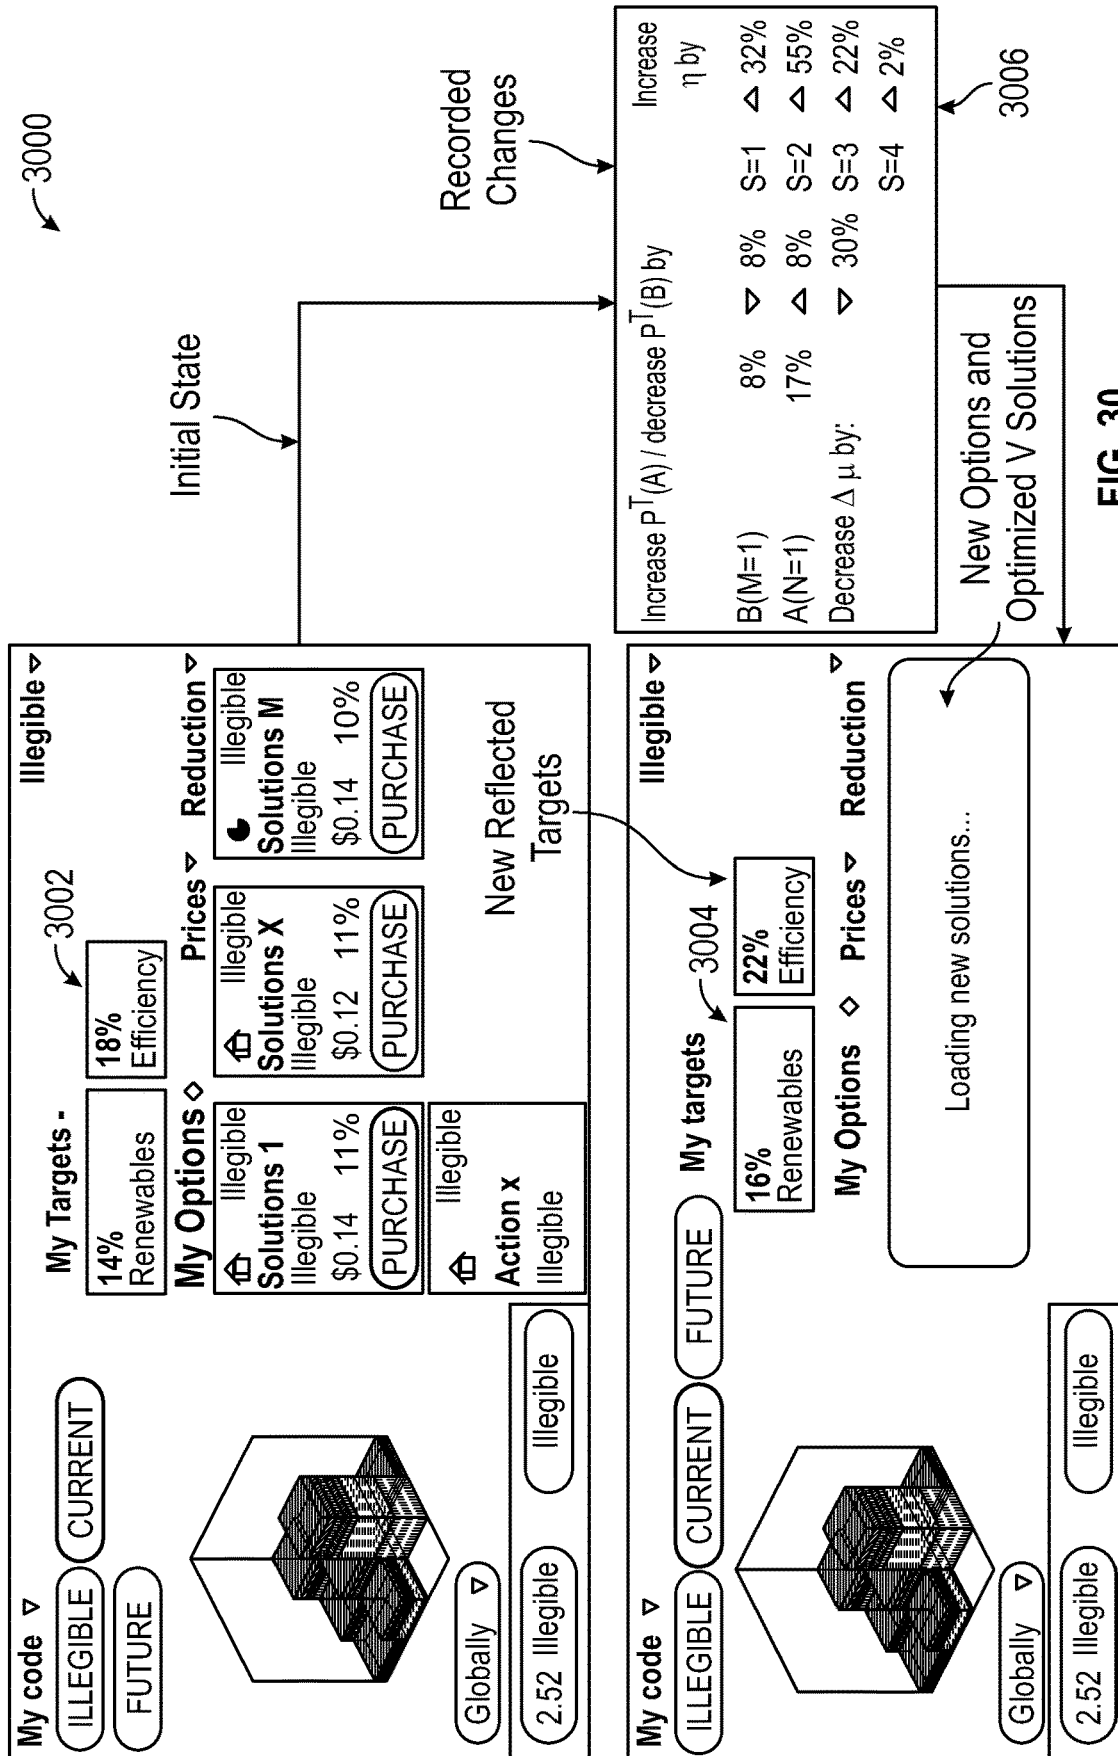 3000
My code ▽
ILLEGIBLE
CURRENT
FUTURE
Globally ▽
2.52 Illegible
Illegible
Illegible ▽
My Targets -
14%
Renewables
18%
Efficiency
3002
My Options ◇
Prices ▽
Reduction ▽
Illegible
Solutions 1
Illegible
$0.14 11%
PURCHASE
Illegible
Solutions X
Illegible
$0.12 11%
PURCHASE
Illegible
Solutions M
Illegible
$0.14 10%
PURCHASE
Illegible
Action x
Illegible
Initial State
Recorded
Changes
Increase P^T(A) / decrease P^T(B) by
Increase
η by
B(M=1) 8% ▽ 8% S=1 △ 32%
A(N=1) 17% △ 8% S=2 △ 55%
Decrease Δ μ by: ▽ 30% S=3 △ 22%
S=4 △ 2%
3006
New Reflected
Targets
My code ▽
ILLEGIBLE
CURRENT
FUTURE
Globally ▽
2.52 Illegible
Illegible
Illegible ▽
My targets
3004
16%
Renewables
22%
Efficiency
My Options ◇
Prices ▽
Reduction ▽
Loading new solutions...
New Options and
Optimized V Solutions
FIG. 30